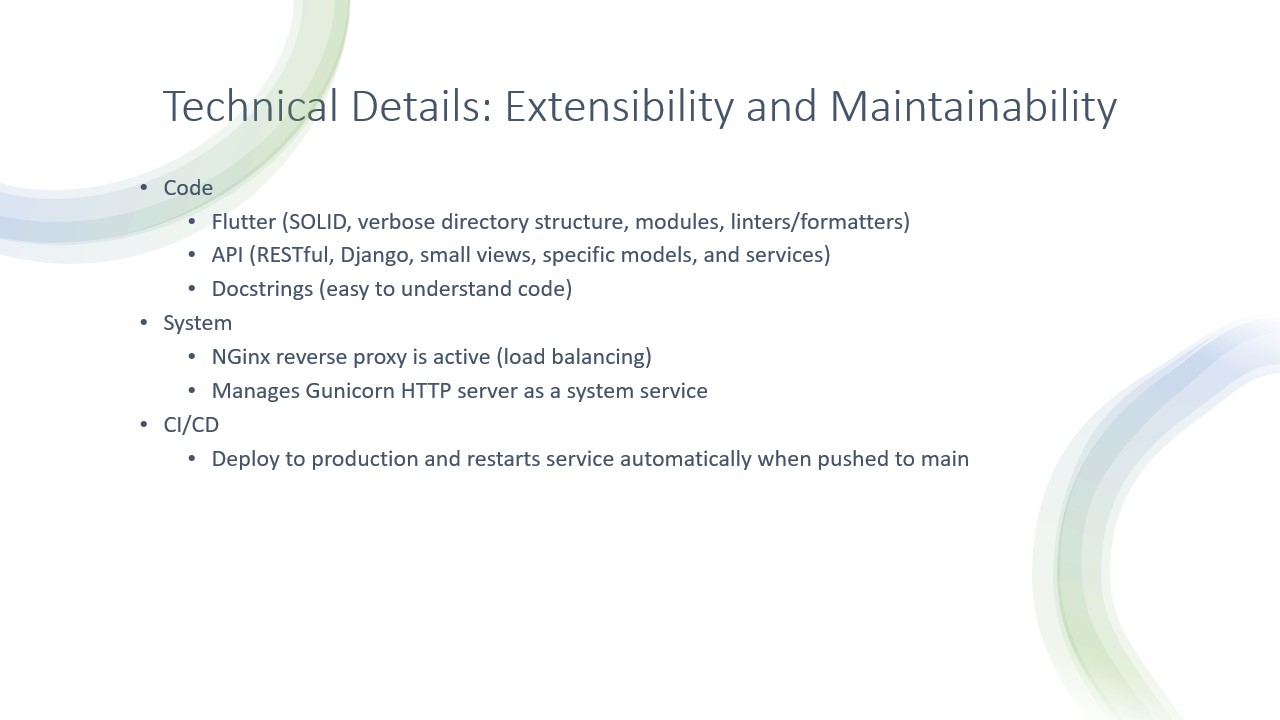 Technical Details: Extensibility and Maintainability
• Code
• Flutter (SOLID, verbose directory structure, modules, linters/formatters)
• API (RESTful, Django, small views, specific models, and services)
• Docstrings (easy to understand code)
• System
• NGinx reverse proxy is active (load balancing)
• Manages Gunicorn HTTP server as a system service
• CI/CD
• Deploy to production and restarts service automatically when pushed to main